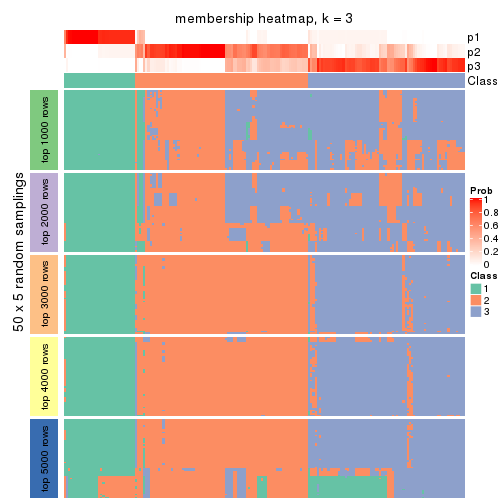 membership heatmap, k = 3
p1
p2
p3
Class
50 x 5 random samplings
top 1000 rows
top 2000 rows
top 3000 rows
top 4000 rows
top 5000 rows
Prob
1
0.8
0.6
0.4
0.2
0
Class
1
2
3